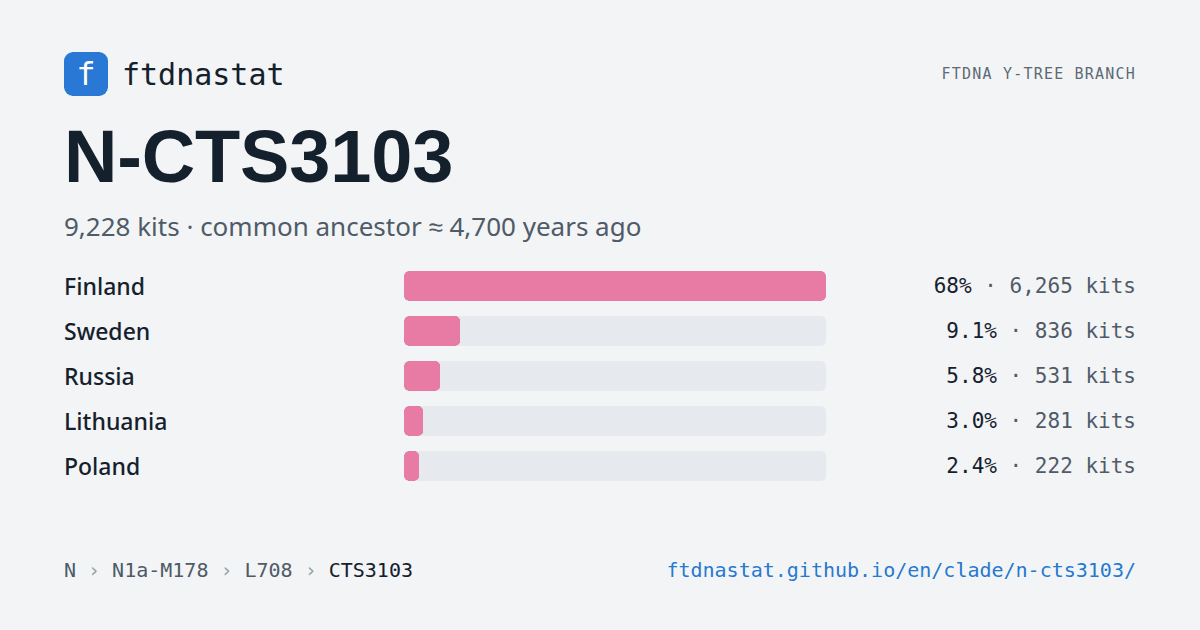 f ftdnastat
FTDNA Y-TREE BRANCH
N-CTS3103
9,228 kits · common ancestor ≈ 4,700 years ago
Finland 68% · 6,265 kits
Sweden 9.1% · 836 kits
Russia 5.8% · 531 kits
Lithuania 3.0% · 281 kits
Poland 2.4% · 222 kits
N › N1a-M178 › L708 › CTS3103
ftdnastat.github.io/en/clade/n-cts3103/